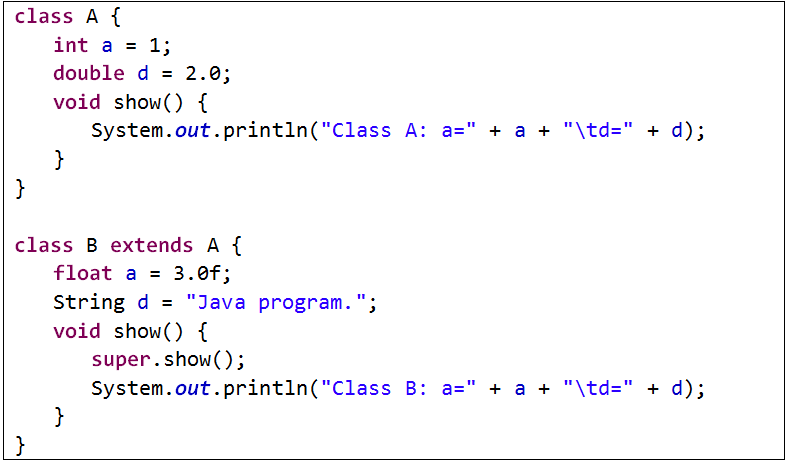 class A {
    int a = 1;
    double d = 2.0;
    void show() {
        System.out.println("Class A: a=" + a + "\td=" + d);
    }
}

class B extends A {
    float a = 3.0f;
    String d = "Java program.";
    void show() {
        super.show();
        System.out.println("Class B: a=" + a + "\td=" + d);
    }
}